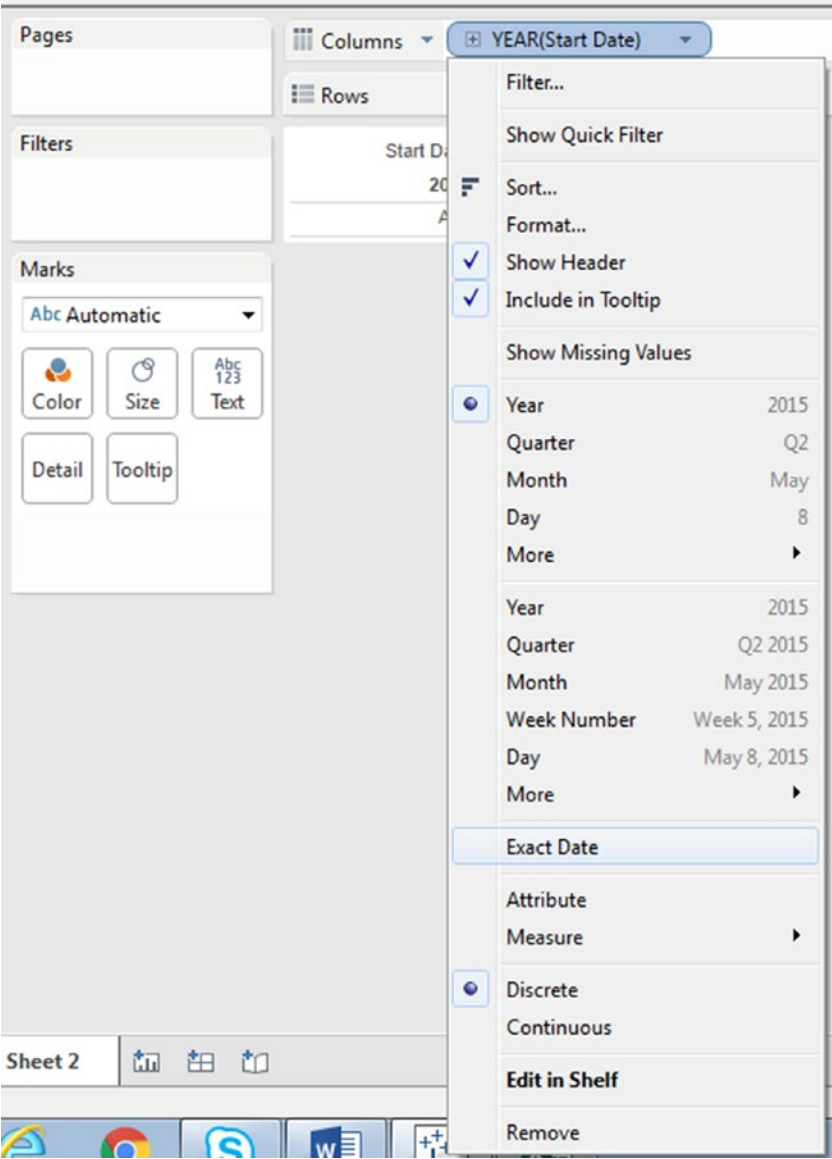 Pages
Columns
YEAR(Start Date)
Rows
Filters
Start Da
20
A
Marks
Abc Automatic
Color
Size
Abc
123
Text
Detail
Tooltip
Filter...
Show Quick Filter
Sort...
Format...
Show Header
Include in Tooltip
Show Missing Values
Year 2015
Quarter Q2
Month May
Day 8
More
Year 2015
Quarter Q2 2015
Month May 2015
Week Number Week 5, 2015
Day May 8, 2015
More
Exact Date
Attribute
Measure
Discrete
Continuous
Edit in Shelf
Remove
Sheet 2